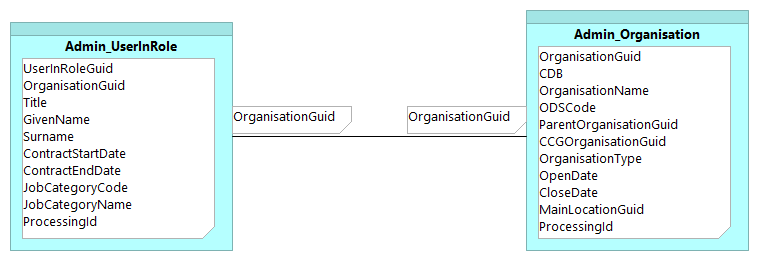 Admin_UserInRole
UserInRoleGuid
OrganisationGuid
Title
GivenName
Surname
ContractStartDate
ContractEndDate
JobCategoryCode
JobCategoryName
ProcessingId
OrganisationGuid
OrganisationGuid
Admin_Organisation
OrganisationGuid
CDB
OrganisationName
ODSCode
ParentOrganisationGuid
CCGOrganisationGuid
OrganisationType
OpenDate
CloseDate
MainLocationGuid
ProcessingId